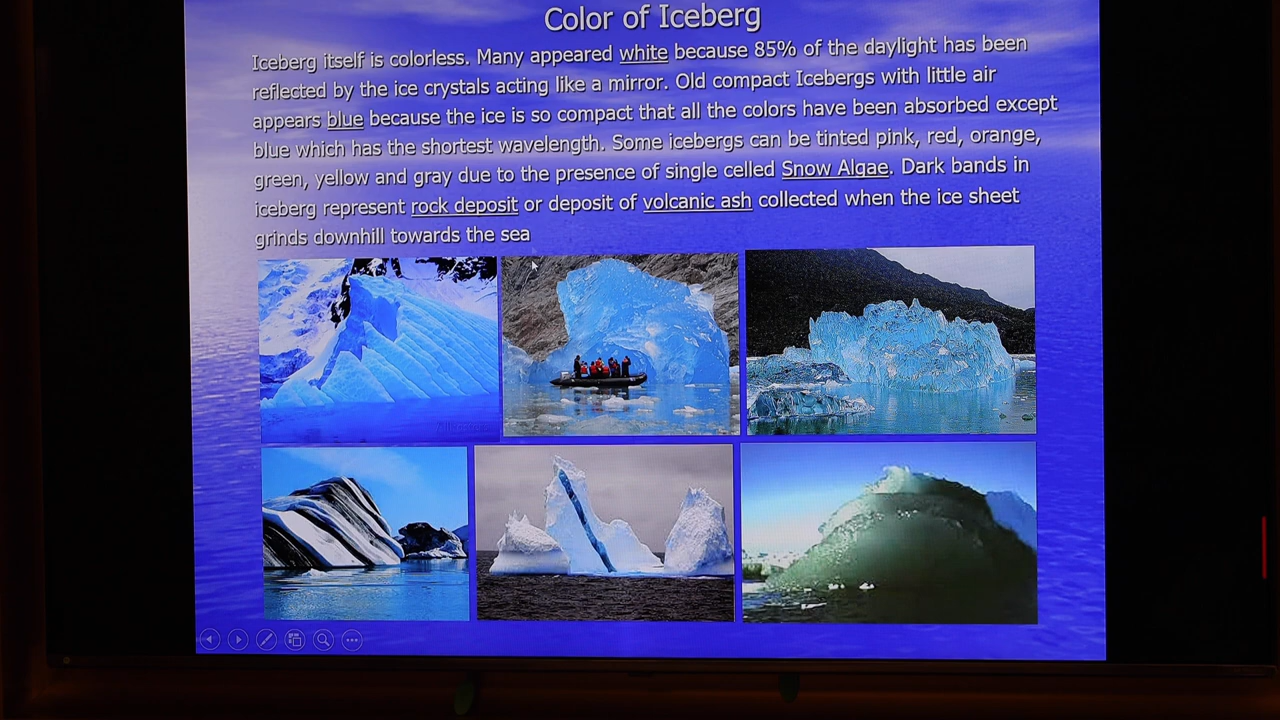 Color of Iceberg
Iceberg itself is colorless. Many appeared white because 85% of the daylight has been
reflected by the ice crystals acting like a mirror. Old compact Icebergs with little air
appears blue because the ice is so compact that all the colors have been absorbed except
blue which has the shortest wavelength. Some icebergs can be tinted pink, red, orange,
green, yellow and gray due to the presence of single celled Snow Algae. Dark bands in
iceberg represent rock deposit or deposit of volcanic ash collected when the ice sheet
grinds downhill towards the sea